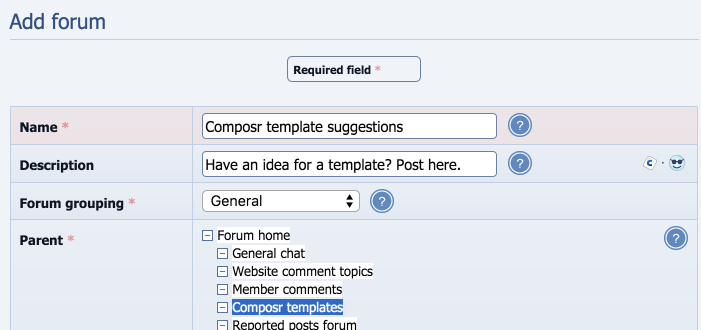 Add forum
Required field *
Name *
Composr template suggestions
?
Description
Have an idea for a template? Post here.
?
C
Forum grouping *
General
?
Parent *
Forum home
?
General chat
Website comment topics
Member comments
Composr templates
Reported posts forum